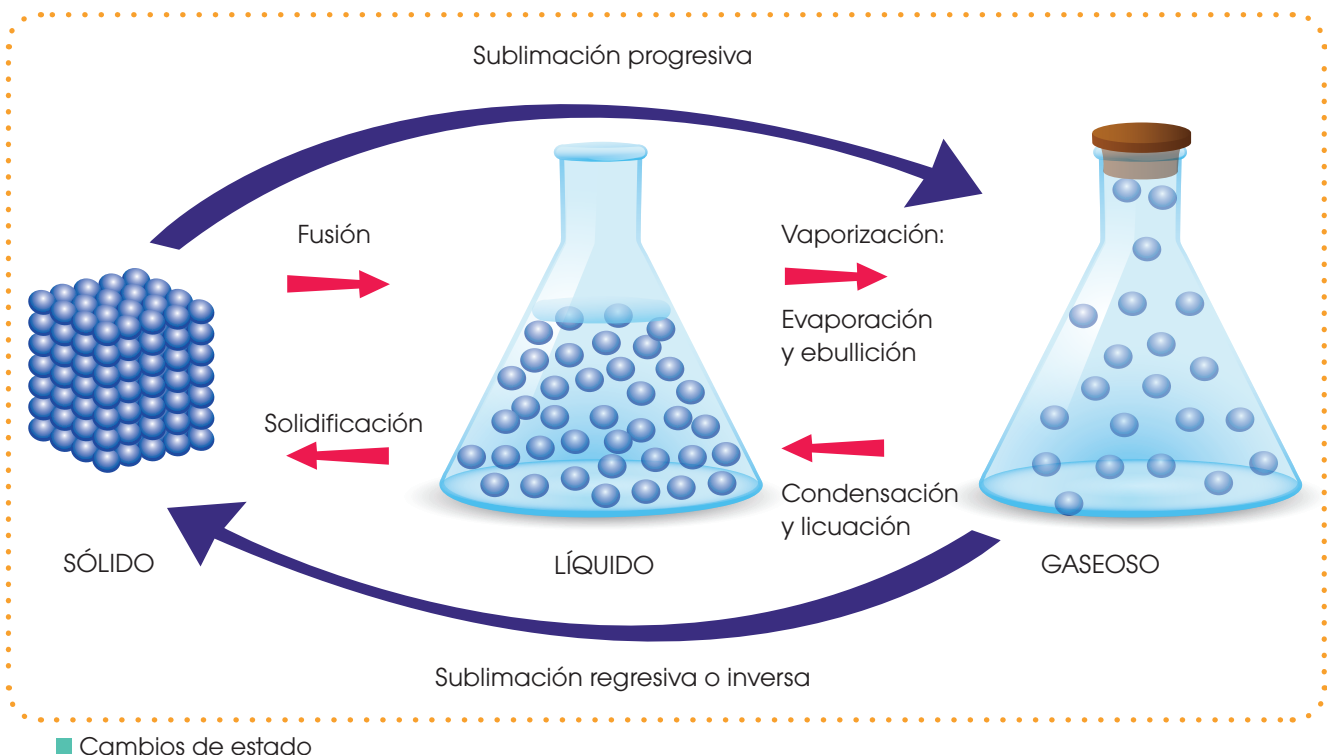 Sublimación progresiva
Fusión
Vaporización:
Evaporación
y ebullición
Solidificación
Condensación
y licuación
SÓLIDO
LÍQUIDO
GASEOSO
Sublimación regresiva o inversa
Cambios de estado